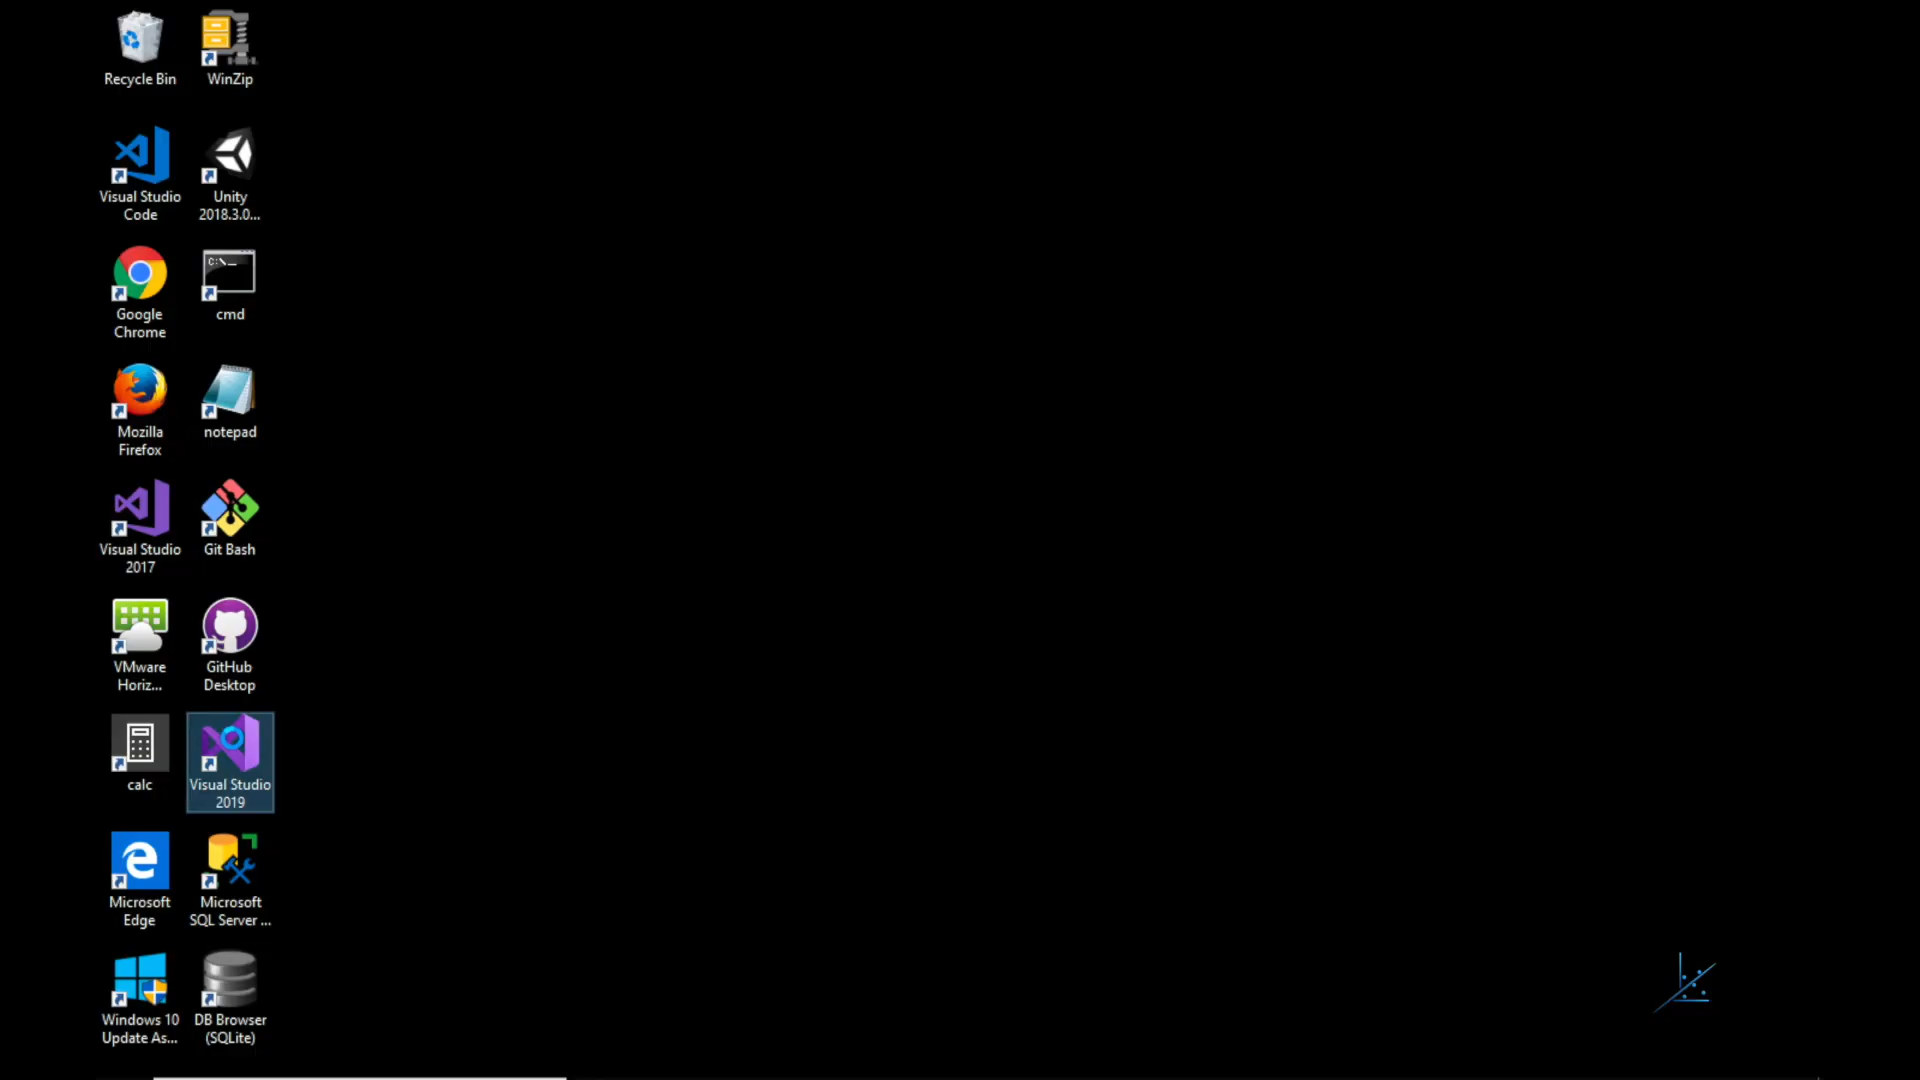 Recycle Bin
WinZip
Visual Studio
Code
Unity
2018.3.0...
Google
Chrome
C:\_
cmd
Mozilla
Firefox
notepad
Visual Studio
2017
Git Bash
VMware
Horiz...
GitHub
Desktop
calc
Visual Studio
2019
Microsoft
Edge
Microsoft
SQL Server ...
Windows 10
Update As...
DB Browser
(SQLite)